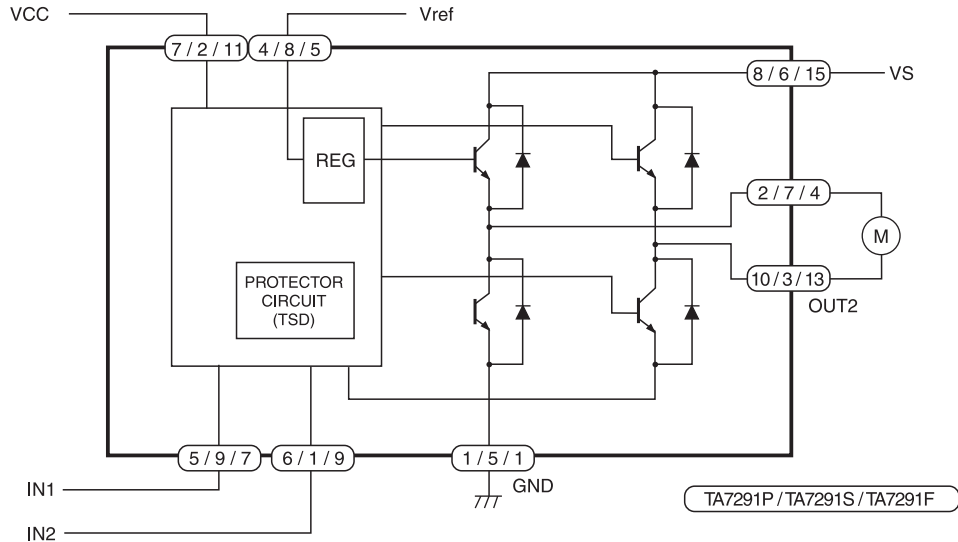 VCC
Vref
7 / 2 / 11
4 / 8 / 5
8 / 6 / 15
VS
REG
2 / 7 / 4
M
PROTECTOR
CIRCUIT
(TSD)
10 / 3 / 13
OUT2
5 / 9 / 7
6 / 1 / 9
1 / 5 / 1
GND
IN1
TA7291P / TA7291S / TA7291F
IN2